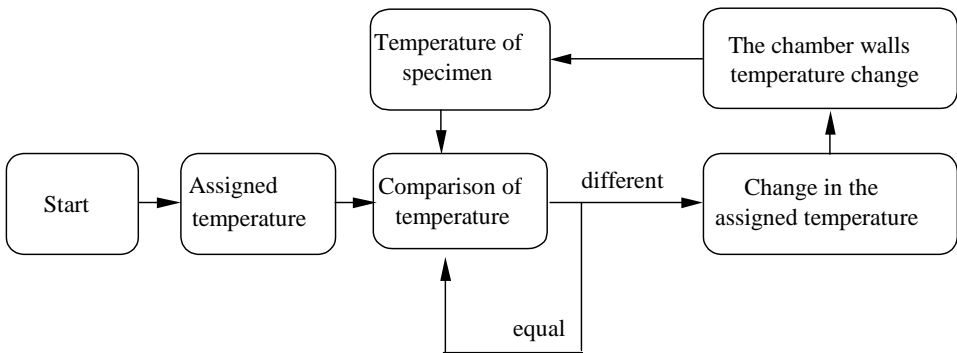 Temperature of
specimen
The chamber walls
temperature change
Start
Assigned
temperature
Comparison of
temperature
different
Change in the
assigned temperature
equal